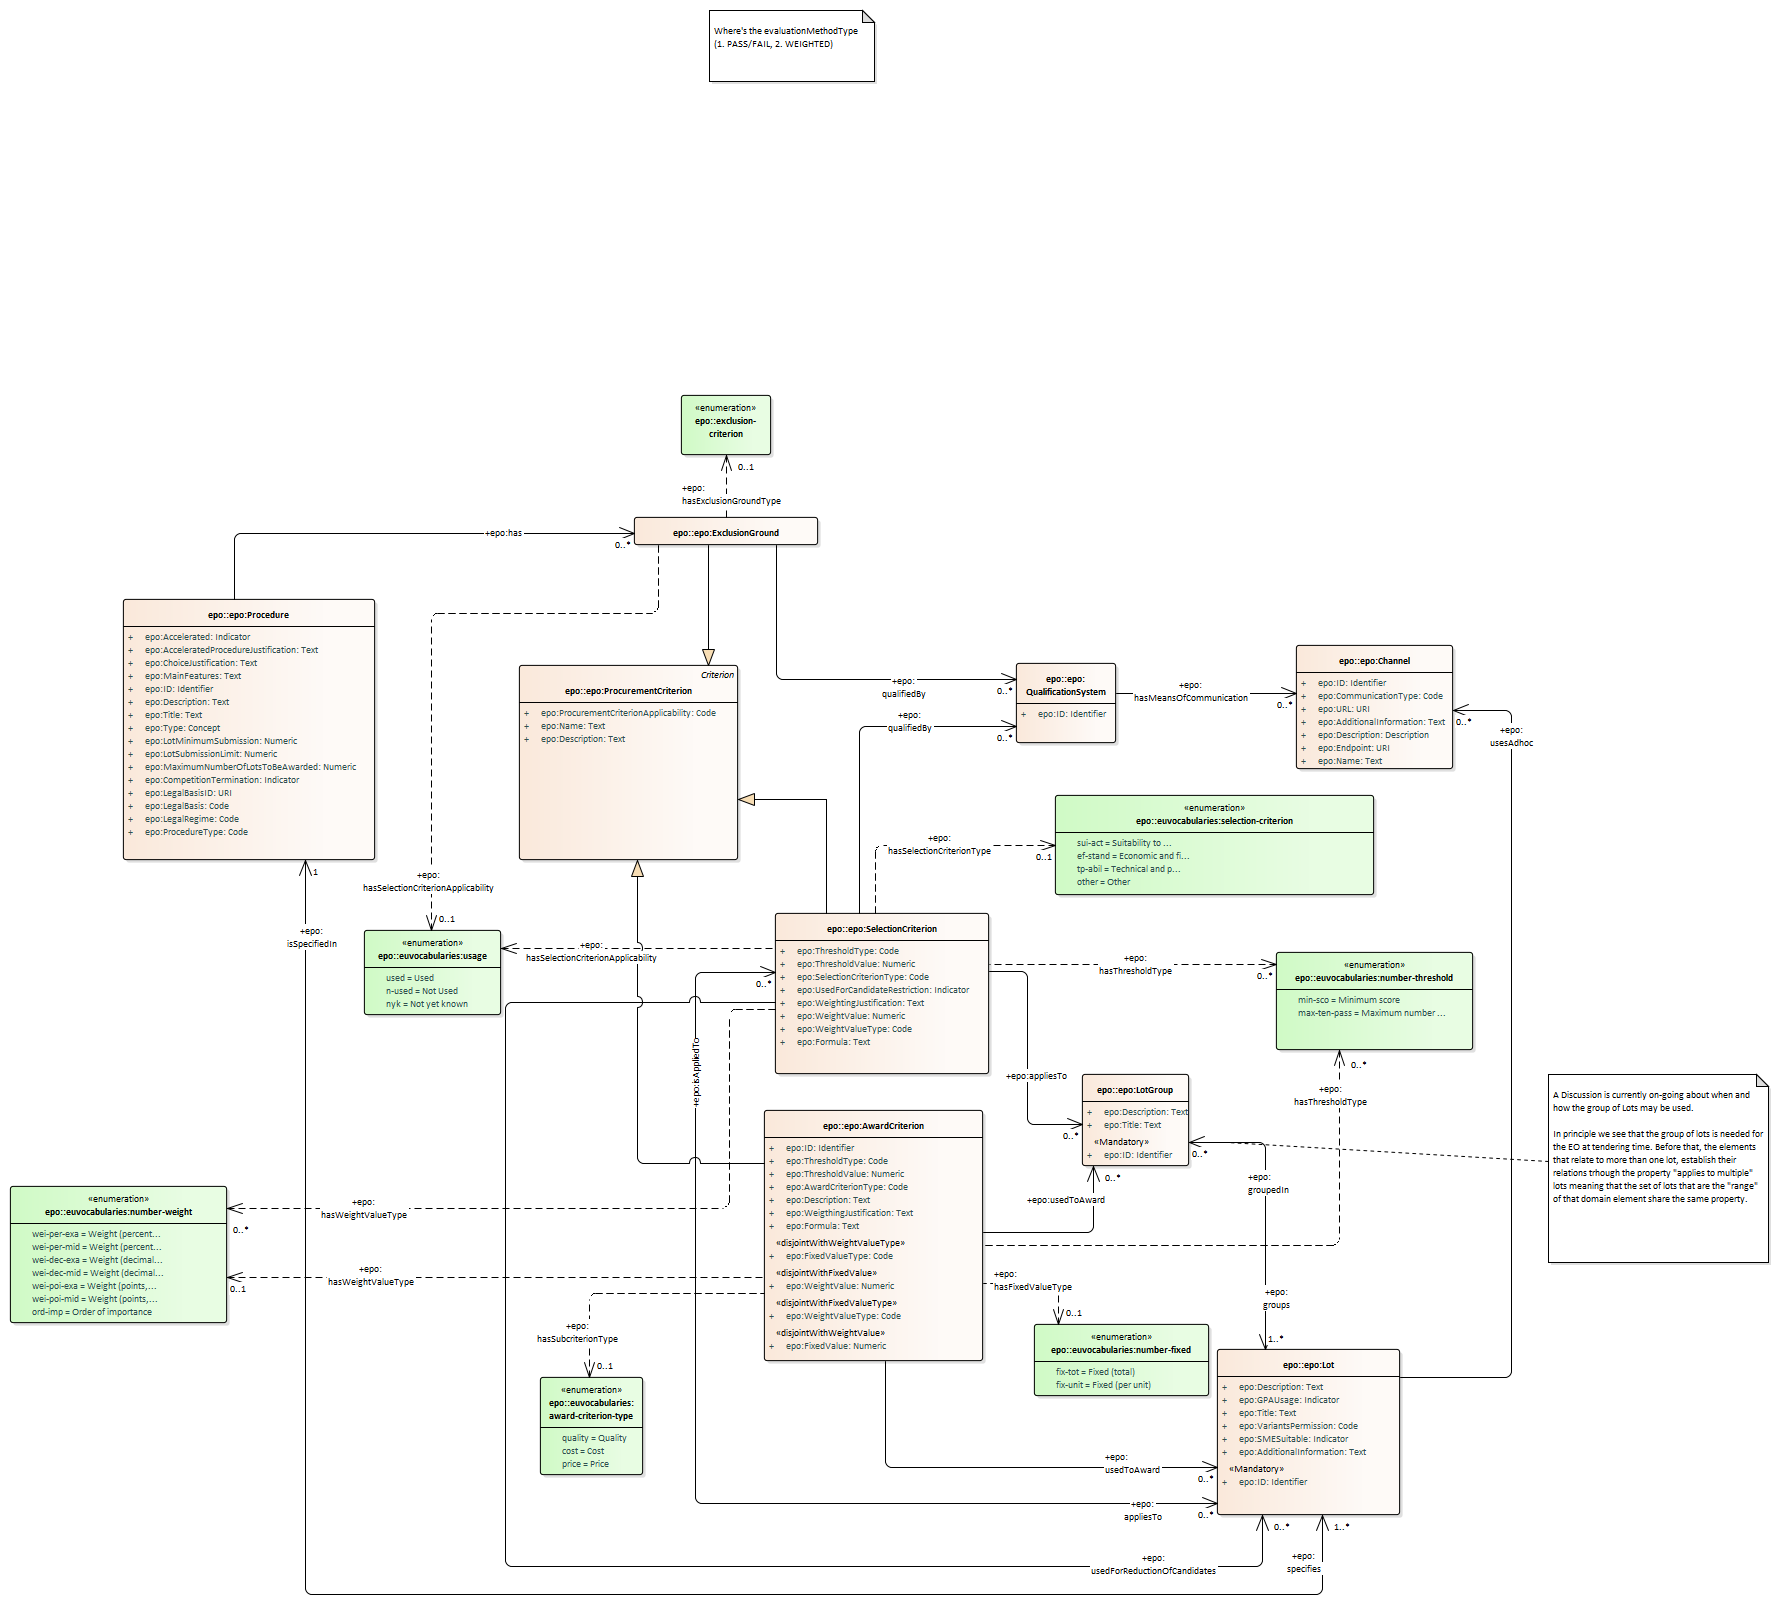 Where's the evaluationMethodType
(1. PASS/FAIL, 2. WEIGHTED)
«enumeration»
epo::exclusion-
criterion
0..1
+epo:
hasExclusionGroundType
epo::epo:ExclusionGround
+epo:has
0..*
epo::epo:Procedure
+ epo:Accelerated: Indicator
+ epo:AcceleratedProcedureJustification: Text
+ epo:ChoiceJustification: Text
+ epo:MainFeatures: Text
+ epo:ID: Identifier
+ epo:Description: Text
+ epo:Title: Text
+ epo:Type: Concept
+ epo:LotMinimumSubmission: Numeric
+ epo:LotSubmissionLimit: Numeric
+ epo:MaximumNumberOfLotsToBeAwarded: Numeric
+ epo:CompetitionTermination: Indicator
+ epo:LegalBasisID: URI
+ epo:LegalBasis: Code
+ epo:LegalRegime: Code
+ epo:ProcedureType: Code
1
+epo:
isSpecifiedIn
Criterion
epo::epo:ProcurementCriterion
+ epo:ProcurementCriterionApplicability: Code
+ epo:Name: Text
+ epo:Description: Text
+epo:
qualifiedBy
0..*
+epo:
qualifiedBy
0..*
epo::epo:
QualificationSystem
+ epo:ID: Identifier
+epo:
hasMeansOfCommunication
0..*
epo::epo:Channel
+ epo:ID: Identifier
+ epo:CommunicationType: Code
+ epo:URL: URI
+ epo:AdditionalInformation: Text
+ epo:Description: Description
+ epo:Endpoint: URI
+ epo:Name: Text
0..*
+epo:
usesAdhoc
«enumeration»
epo::euvocabularies:selection-criterion
sui-act = Suitability to ...
ef-stand = Economic and fi...
tp-abil = Technical and p...
other = Other
+epo:
hasSelectionCriterionType
0..1
+epo:
hasSelectionCriterionApplicability
0..1
«enumeration»
epo::euvocabularies:usage
used = Used
n-used = Not Used
nyk = Not yet known
+epo:
hasSelectionCriterionApplicability
epo::epo:SelectionCriterion
+ epo:ThresholdType: Code
+ epo:ThresholdValue: Numeric
+ epo:SelectionCriterionType: Code
+ epo:UsedForCandidateRestriction: Indicator
+ epo:WeightingJustification: Text
+ epo:WeightValue: Numeric
+ epo:WeightValueType: Code
+ epo:Formula: Text
0..*
+epo:isAppliedTo
+epo:
hasThresholdType
0..*
«enumeration»
epo::euvocabularies:number-threshold
min-sco = Minimum score
max-ten-pass = Maximum number ...
0..*
+epo:
hasThresholdType
+epo:appliesTo
0..*
epo::epo:LotGroup
+ epo:Description: Text
+ epo:Title: Text
«Mandatory»
+ epo:ID: Identifier
0..*
0..*
+epo:usedToAward
+epo:
groupedIn
+epo:
groups
1..*
A Discussion is currently on-going about when and
how the group of Lots may be used.
In principle we see that the group of lots is needed for
the EO at tendering time. Before that, the elements
that relate to more than one lot, establish their
relations trhough the property "applies to multiple"
lots meaning that the set of lots that are the "range"
of that domain element share the same property.
epo::epo:AwardCriterion
+ epo:ID: Identifier
+ epo:ThresholdType: Code
+ epo:ThresholdValue: Numeric
+ epo:AwardCriterionType: Code
+ epo:Description: Text
+ epo:WeigthingJustification: Text
+ epo:Formula: Text
«disjointWithWeightValueType»
+ epo:FixedValueType: Code
«disjointWithFixedValue»
+ epo:WeightValue: Numeric
«disjointWithFixedValueType»
+ epo:WeightValueType: Code
«disjointWithWeightValue»
+ epo:FixedValue: Numeric
«enumeration»
epo::euvocabularies:number-weight
wei-per-exa = Weight (percent...
wei-per-mid = Weight (percent...
wei-dec-exa = Weight (decimal...
wei-dec-mid = Weight (decimal...
wei-poi-exa = Weight (points,...
wei-poi-mid = Weight (points,...
ord-imp = Order of importance
0..*
+epo:
hasWeightValueType
0..1
+epo:
hasWeightValueType
+epo:
hasSubcriterionType
0..1
«enumeration»
epo::euvocabularies:
award-criterion-type
quality = Quality
cost = Cost
price = Price
+epo:
hasFixedValueType
0..1
«enumeration»
epo::euvocabularies:number-fixed
fix-tot = Fixed (total)
fix-unit = Fixed (per unit)
epo::epo:Lot
+ epo:Description: Text
+ epo:GPAUsage: Indicator
+ epo:Title: Text
+ epo:VariantsPermission: Code
+ epo:SMESuitable: Indicator
+ epo:AdditionalInformation: Text
«Mandatory»
+ epo:ID: Identifier
+epo:
usedToAward
0..*
+epo:
appliesTo
0..*
0..*
1..*
+epo:
usedForReductionOfCandidates
+epo:
specifies